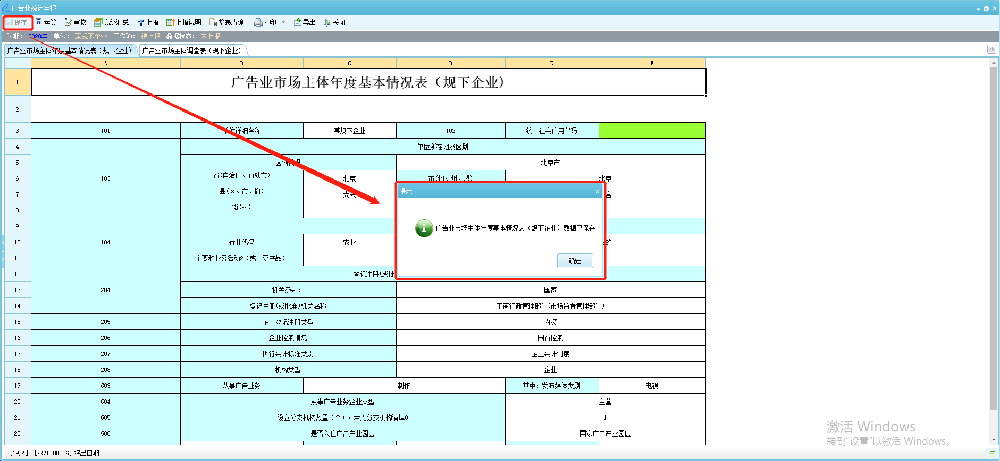 广告业统计年报
保存 运算 审核 高级汇总 上报 上报说明 整表清除 打印 导出 关闭
时期： 2020年 单位： 某规下企业 工作项： 待上报 数据状态： 未上报
广告业市场主体年度基本情况表（规下企业） 广告业市场主体调查表（规下企业）
A B C D E F
1 广告业市场主体年度基本情况表（规下企业）
2
3 101 单位详细名称 某规下企业 102 统一社会信用代码
4 单位所在地及区划
5 区划代码 北京市
6 103 省(自治区、直辖市) 北京 市(地、州、盟) 北京
7 县(区、市、旗) 大兴 宫
8 街(村)
9
10 104 行业代码 农业 的
11 主要和业务活动2（或主要产品）
12 登记注册(或批
13 204 机关级别： 国家
14 登记注册(或批准)机关名称 工商行政管理部门(市场监督管理部门)
15 205 企业登记注册类型 内资
16 206 企业控股情况 国有控股
17 207 执行会计标准类别 企业会计制度
18 208 机构类型 企业
19 G03 从事广告业务 制作 其中：发布媒体类别 电视
20 G04 从事广告业务企业类型 主营
21 G05 设立分支机构数量（个），若无分支机构请填0 1
22 G06 是否入住广告产业园区 国家广告产业园区
提示
广告业市场主体年度基本情况表（规下企业）数据已保存
确定
激活 Windows
转到“设置”以激活 Windows。
[19,4] [XXZB_00036]报出日期